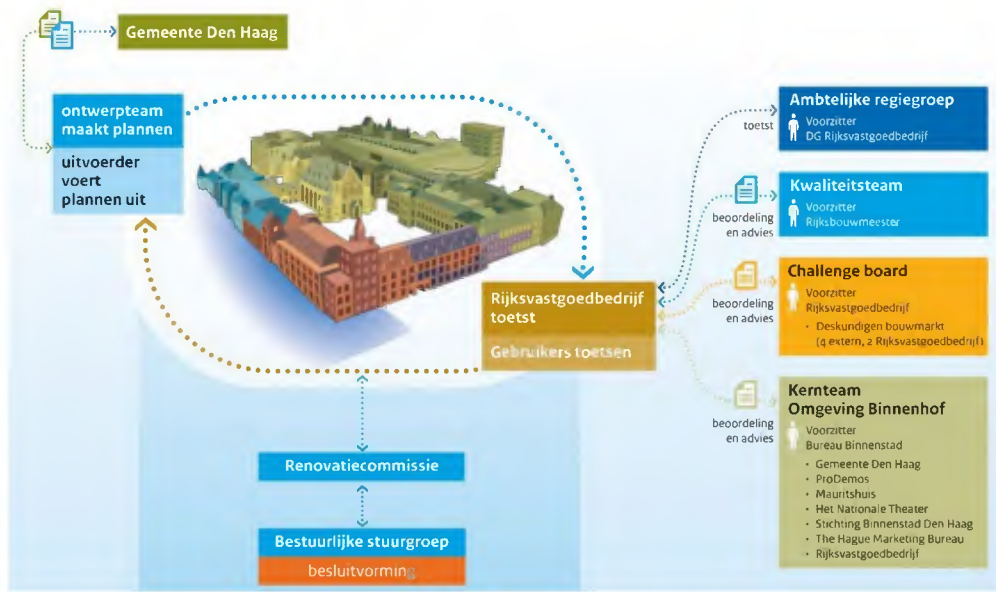 Gemeente Den Haag
ontwerpteam
maakt plannen
uitvoerder
voert
plannen uit
Rijksvastgoedbedrijf
toetst
Gebruikers toetsen
Renovatiecommissie
Bestuurlijke stuurgroep
besluitvorming
toetst
Ambtelijke regiegroep
Voorzitter
DG Rijksvastgoedbedrijf
beoordeling
en advies
Kwaliteitsteam
Voorzitter
Rijksbouwmeester
beoordeling
en advies
Challenge board
Voorzitter
Rijksvastgoedbedrijf
• Deskundigen bouwmarkt
(4 extern, 2 Rijksvastgoedbedrijf)
beoordeling
en advies
Kernteam
Omgeving Binnenhof
Voorzitter
Bureau Binnenstad
• Gemeente Den Haag
• ProDemos
• Mauritshuis
• Het Nationale Theater
• Stichting Binnenstad Den Haag
• The Hague Marketing Bureau
• Rijksvastgoedbedrijf